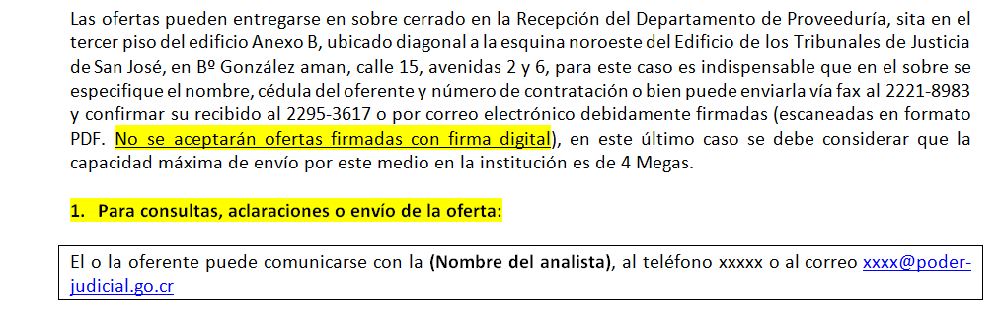 Las ofertas pueden entregarse en sobre cerrado en la Recepción del Departamento de Proveeduría, sita en el
tercer piso del edificio Anexo B, ubicado diagonal a la esquina noroeste del Edificio de los Tribunales de Justicia
de San José, en Bº González aman, calle 15, avenidas 2 y 6, para este caso es indispensable que en el sobre se
especifique el nombre, cédula del oferente y número de contratación o bien puede enviarla vía fax al 2221-8983
y confirmar su recibido al 2295-3617 o por correo electrónico debidamente firmadas (escaneadas en formato
PDF. No se aceptarán ofertas firmadas con firma digital), en este último caso se debe considerar que la
capacidad máxima de envío por este medio en la institución es de 4 Megas.
1. Para consultas, aclaraciones o envío de la oferta:
El o la oferente puede comunicarse con la (Nombre del analista), al teléfono xxxxx o al correo xxxx@poder-
judicial.go.cr